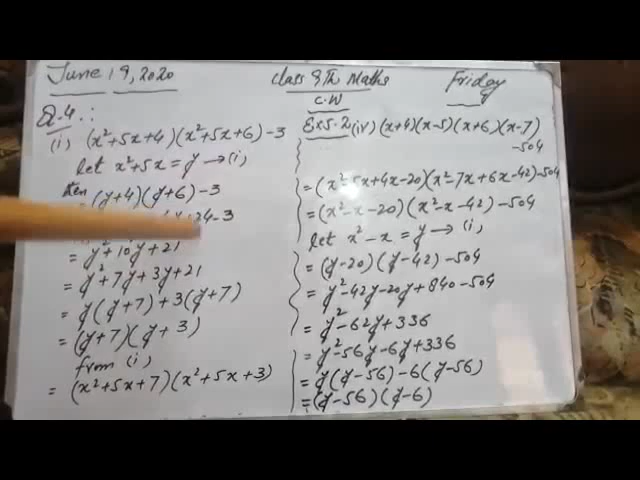 June 19, 2020 Class 9th Maths Friday
C.W
Q.4.:
(i) (x²+5x+4)(x²+5x+6)-3
let x²+5x = y → (i)
then
= (y+4)(y+6)-3
24-3
= y²+10y+21
= y²+7y+3y+21
= y(y+7)+3(y+7)
= (y+7)(y+3)
from (i)
= (x²+5x+7)(x²+5x+3)
Ex5.2 (iv) (x+4)(x-5)(x+6)(x-7)
-504
= (x²-5x+4x-20)(x²-7x+6x-42)-504
= (x²-x-20)(x²-x-42)-504
let x²-x = y → (i)
= (y-20)(y-42)-504
= y²-42y-20y+840-504
= y²-62y+336
= y²-56y-6y+336
= y(y-56)-6(y-56)
= (y-56)(y-6)